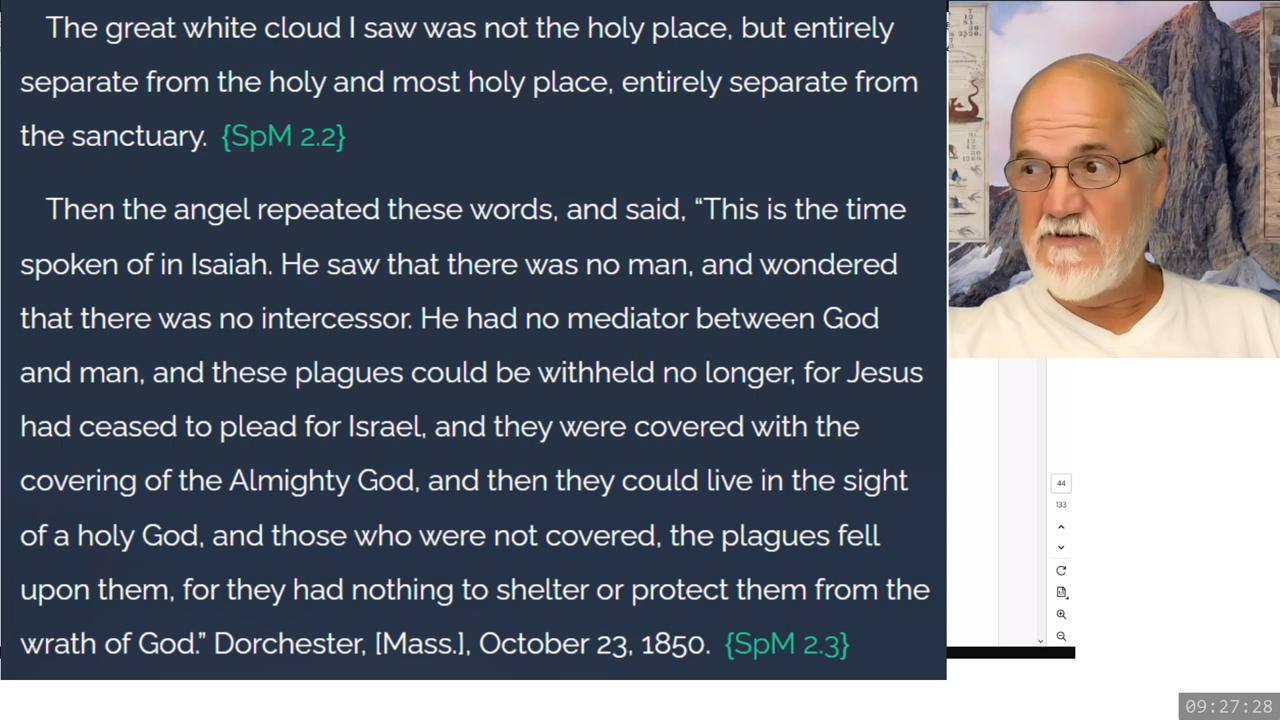 The great white cloud I saw was not the holy place, but entirely
separate from the holy and most holy place, entirely separate from
the sanctuary. {SpM 2.2}
Then the angel repeated these words, and said, “This is the time
spoken of in Isaiah. He saw that there was no man, and wondered
that there was no intercessor. He had no mediator between God
and man, and these plagues could be withheld no longer, for Jesus
had ceased to plead for Israel, and they were covered with the
covering of the Almighty God, and then they could live in the sight
of a holy God, and those who were not covered, the plagues fell
upon them, for they had nothing to shelter or protect them from the
wrath of God.” Dorchester, [Mass.], October 23, 1850. {SpM 2.3}
44
133
09:27:28